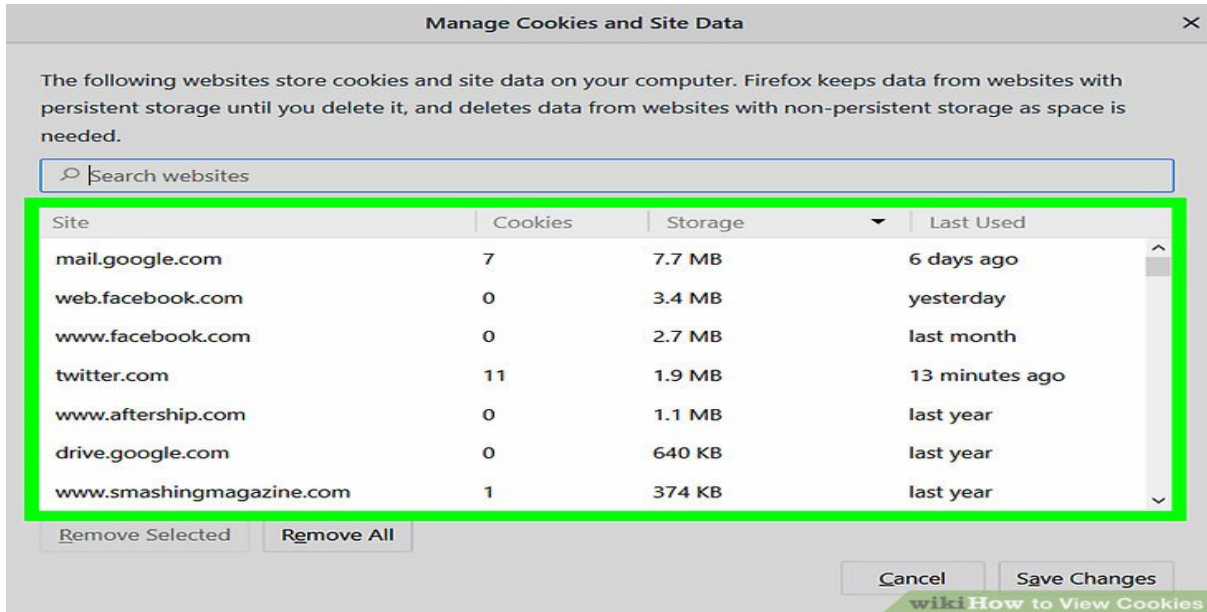 Manage Cookies and Site Data
The following websites store cookies and site data on your computer. Firefox keeps data from websites with
persistent storage until you delete it, and deletes data from websites with non-persistent storage as space is
needed.
Search websites
Site Cookies Storage Last Used
mail.google.com 7 7.7 MB 6 days ago
web.facebook.com 0 3.4 MB yesterday
www.facebook.com 0 2.7 MB last month
twitter.com 11 1.9 MB 13 minutes ago
www.aftership.com 0 1.1 MB last year
drive.google.com 0 640 KB last year
www.smashingmagazine.com 1 374 KB last year
Remove Selected Remove All
Cancel Save Changes
wikiHow to View Cookies